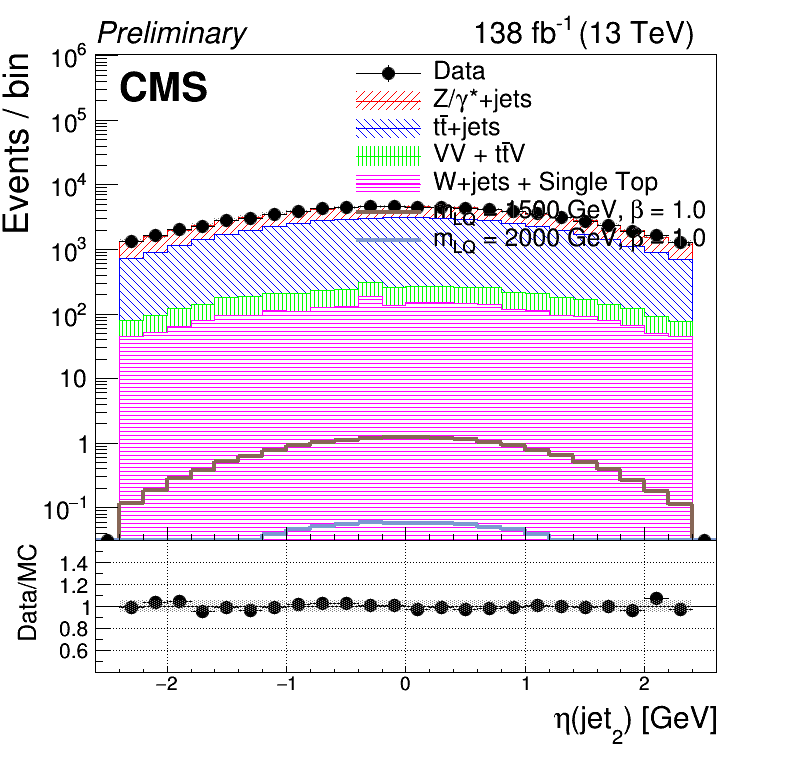 Preliminary 138 fb⁻¹ (13 TeV)
CMS
Data
Z/γ*+jets
tt̄+jets
VV + tt̄V
W+jets + Single Top
m_LQ = 1500 GeV, β = 1.0
m_LQ = 2000 GeV, β = 1.0
Events / bin
10⁶
10⁵
10⁴
10³
10²
10
1
10⁻¹
Data/MC
1.4
1.2
1
0.8
0.6
−2 −1 0 1 2
η(jet₂) [GeV]